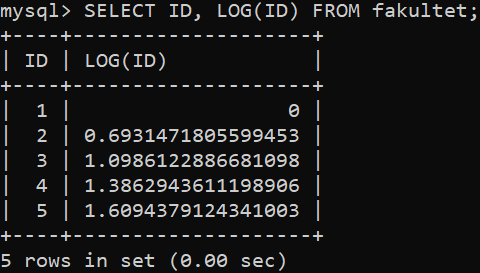 mysql> SELECT ID, LOG(ID) FROM fakultet;
+----+--------------------+
| ID | LOG(ID)            |
+----+--------------------+
|  1 |                  0 |
|  2 | 0.6931471805599453 |
|  3 | 1.0986122886681098 |
|  4 | 1.3862943611198906 |
|  5 | 1.6094379124341003 |
+----+--------------------+
5 rows in set (0.00 sec)